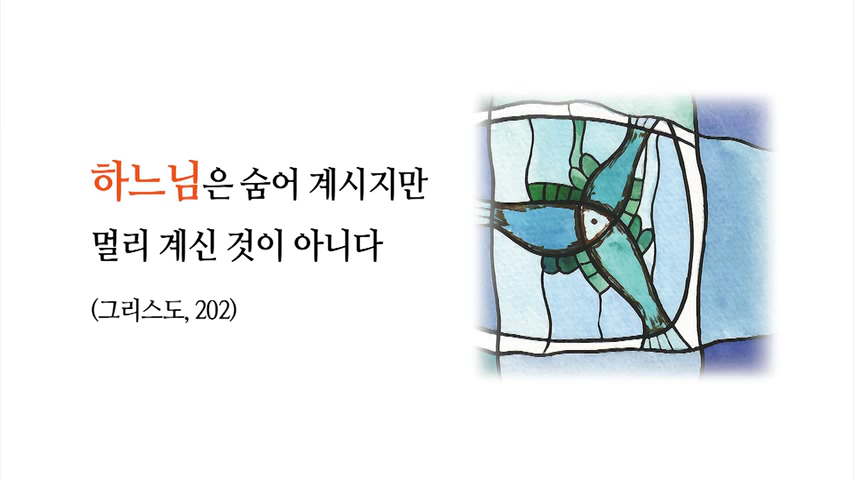 하느님은 숨어 계시지만
멀리 계신 것이 아니다
(그리스도, 202)